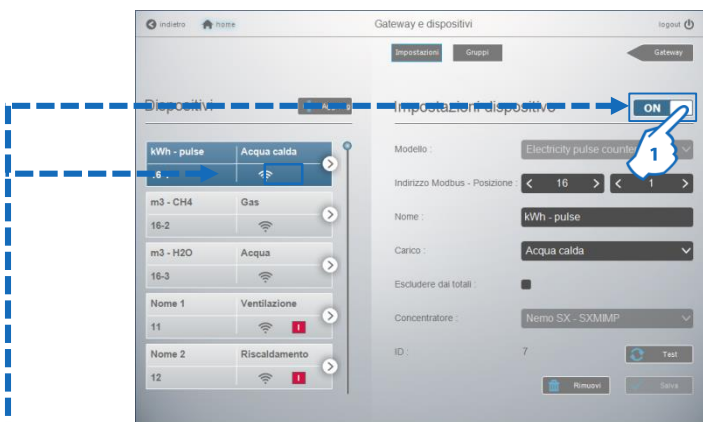 indietro home Gateway e dispositivi logout
Impostazioni Gruppi Gateway
Dispositivi
Impostazioni dispositivo ON
kWh - pulse Acqua calda
m3 - CH4 Gas
16-2
m3 - H2O Acqua
16-3
Nome 1 Ventilazione
11 I
Nome 2 Riscaldamento
12 I
Modello : Electricity pulse counter
Indirizzo Modbus - Posizione : < 16 > < 1 >
Nome : kWh - pulse
Carico : Acqua calda
Escludere dai totali :
Concentratore : Nemo SX - SXMIMP
ID : 7 Test
Rimuovi Salva
1